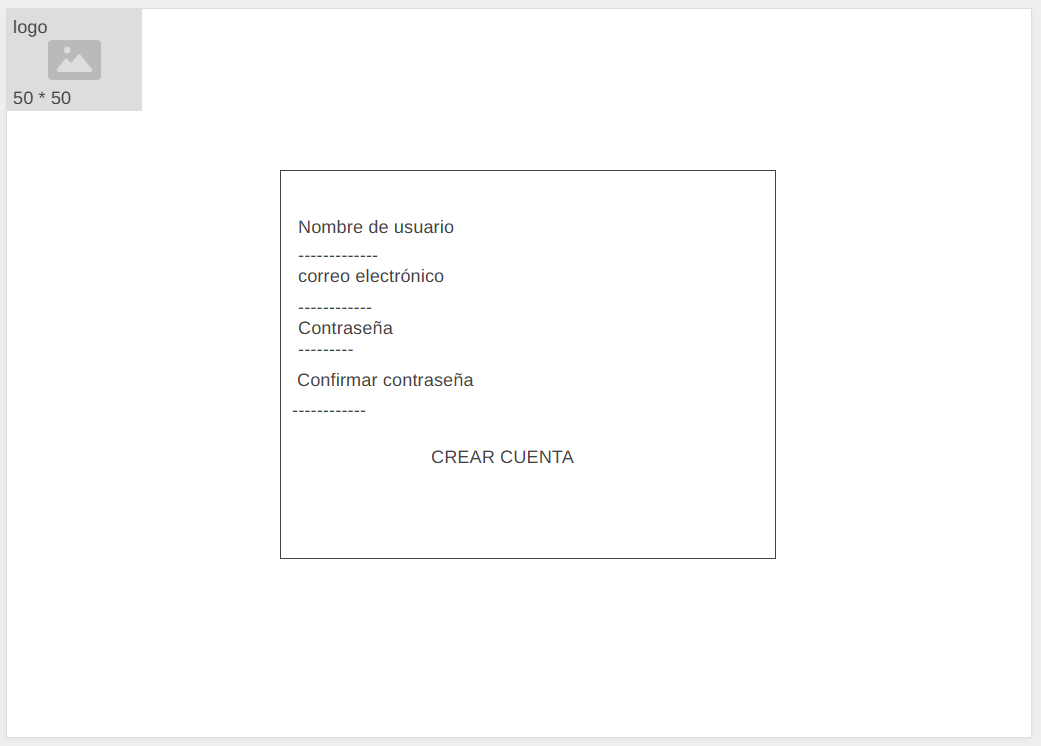 logo
50 * 50
Nombre de usuario
-------------
correo electrónico
------------
Contraseña
---------
Confirmar contraseña
------------
CREAR CUENTA